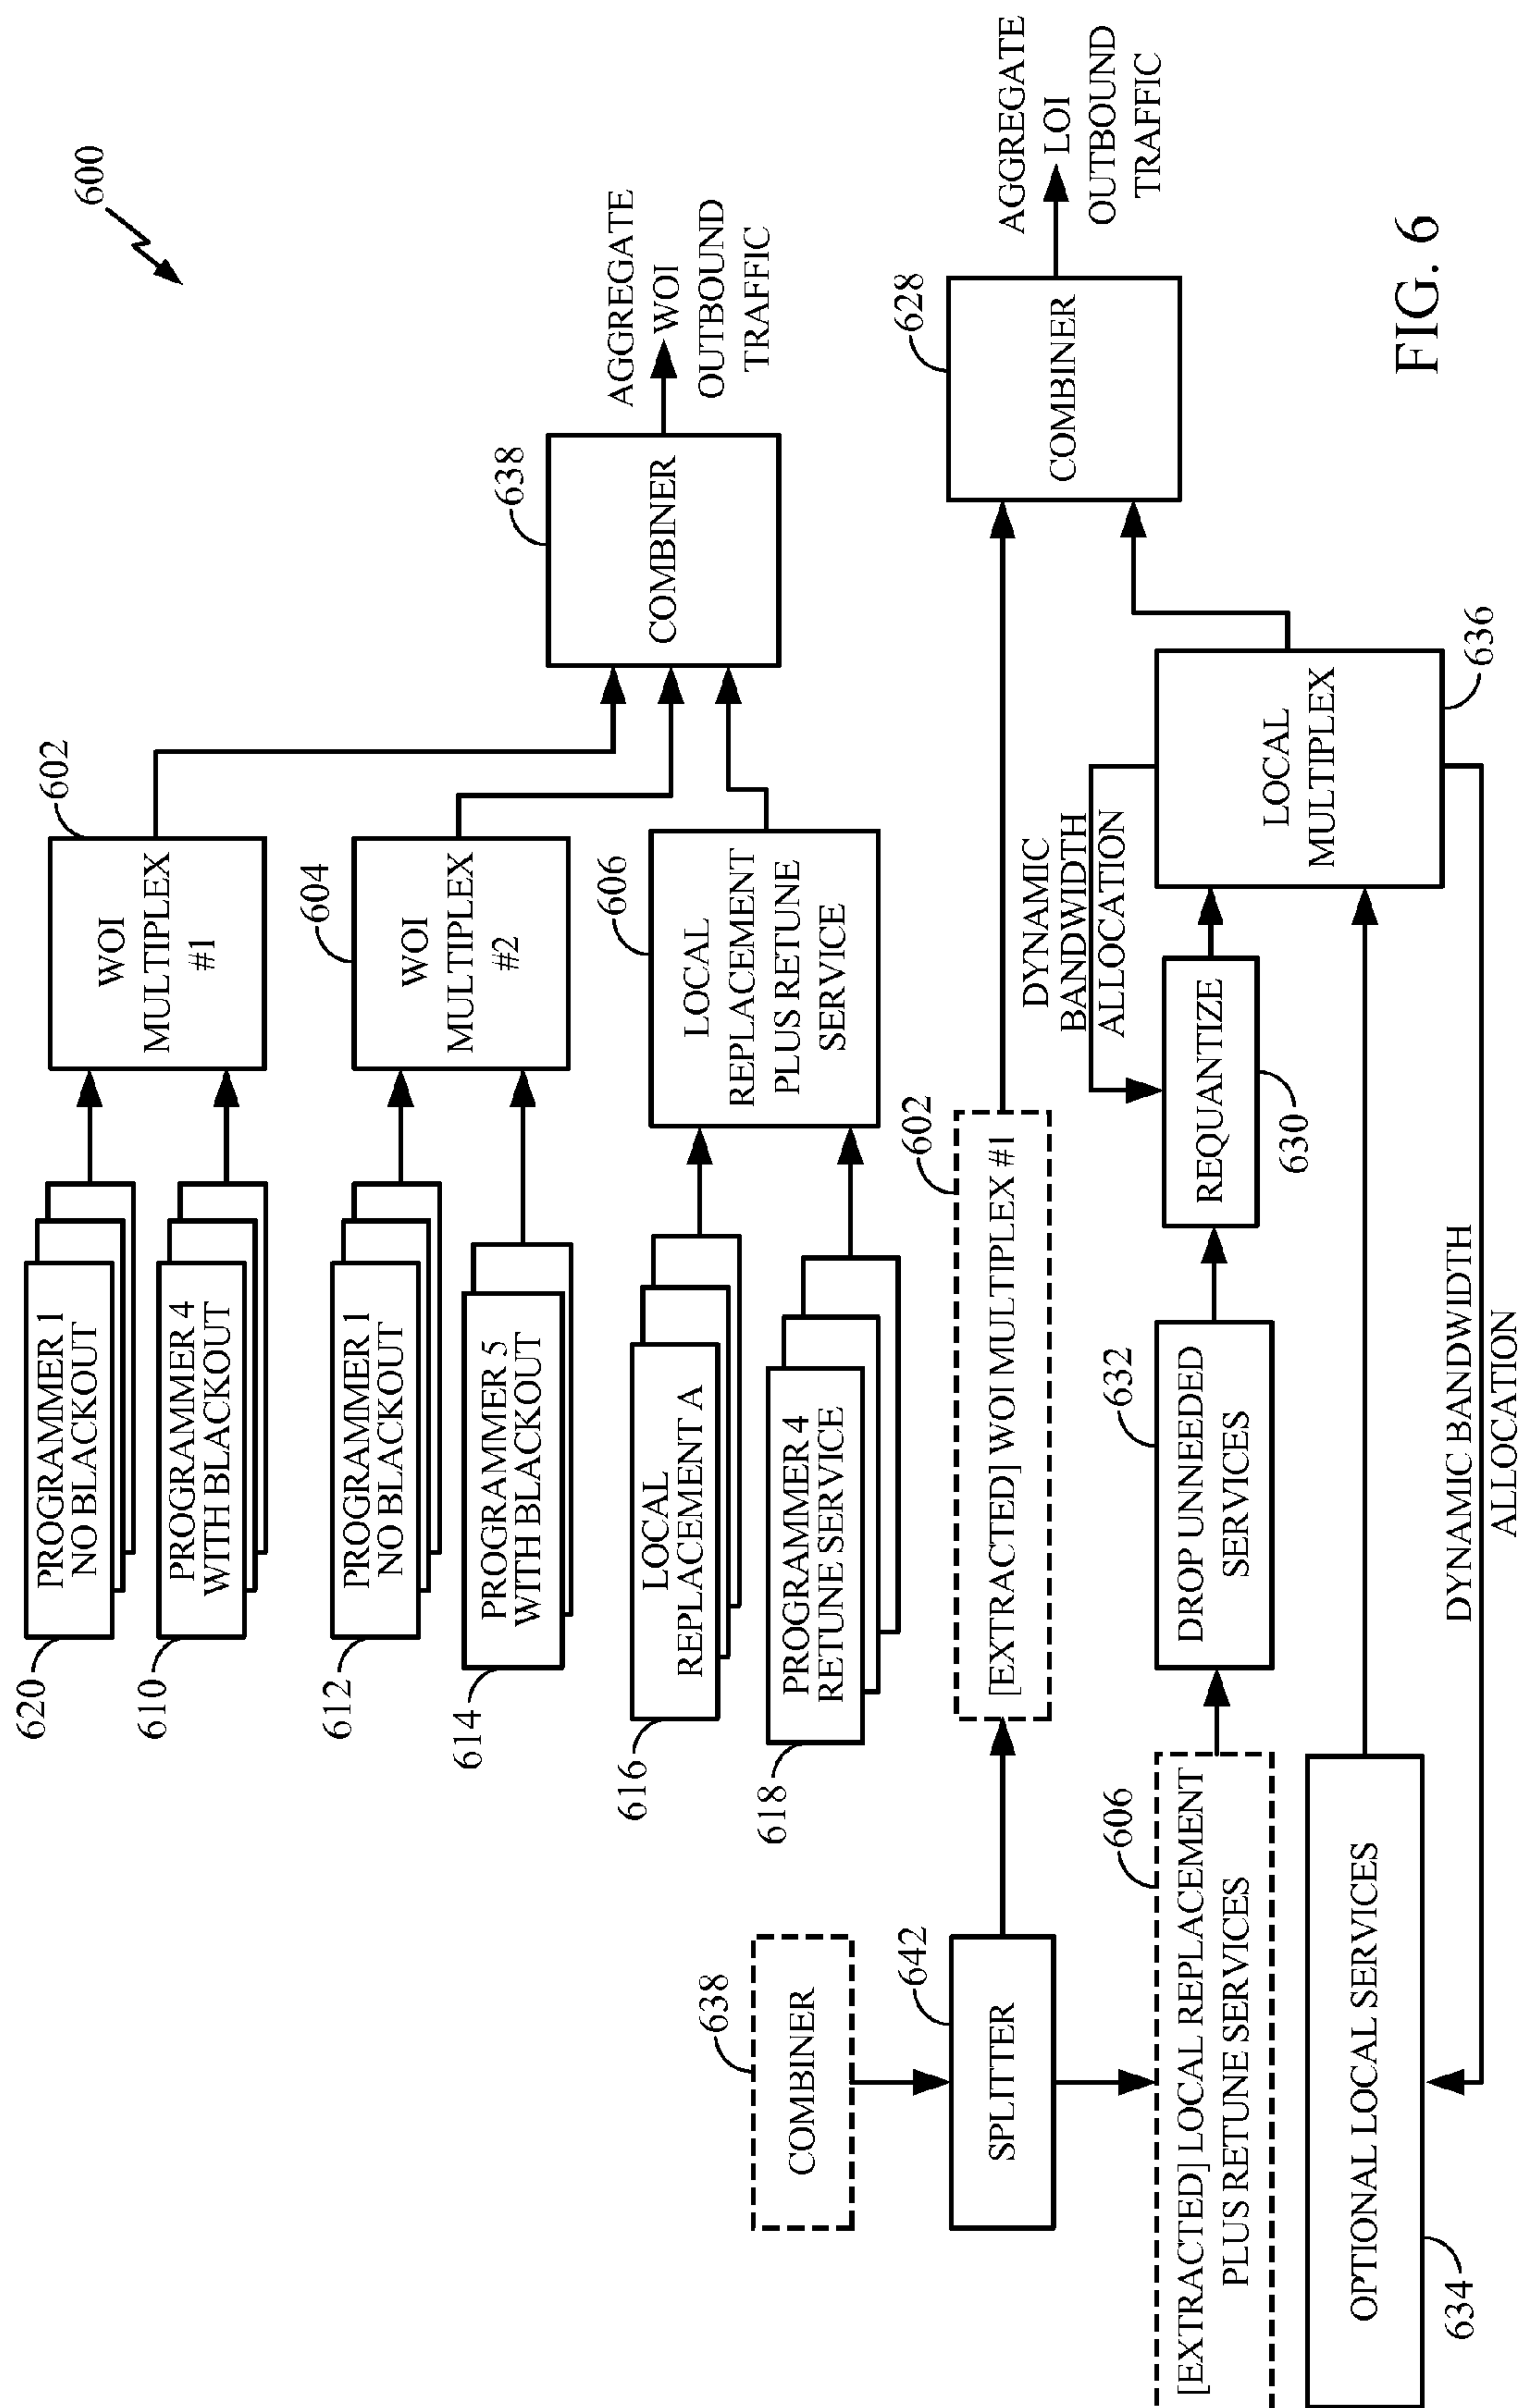 600
620
PROGRAMMER 1
NO BLACKOUT
610
PROGRAMMER 4
WITH BLACKOUT
602
WOI
MULTIPLEX
#1
612
PROGRAMMER 1
NO BLACKOUT
614
PROGRAMMER 5
WITH BLACKOUT
604
WOI
MULTIPLEX
#2
616
LOCAL
REPLACEMENT A
618
PROGRAMMER 4
RETUNE SERVICE
606
LOCAL
REPLACEMENT
PLUS RETUNE
SERVICE
638
COMBINER
AGGREGATE
WOI
OUTBOUND
TRAFFIC
638
COMBINER
642
SPLITTER
602
[EXTRACTED] WOI MULTIPLEX #1
628
COMBINER
AGGREGATE
LOI
OUTBOUND
TRAFFIC
606
[EXTRACTED] LOCAL REPLACEMENT
PLUS RETUNE SERVICES
632
DROP UNNEEDED
SERVICES
REQUANTIZE
630
DYNAMIC
BANDWIDTH
ALLOCATION
LOCAL
MULTIPLEX
636
OPTIONAL LOCAL SERVICES
634
DYNAMIC BANDWIDTH
ALLOCATION
FIG. 6